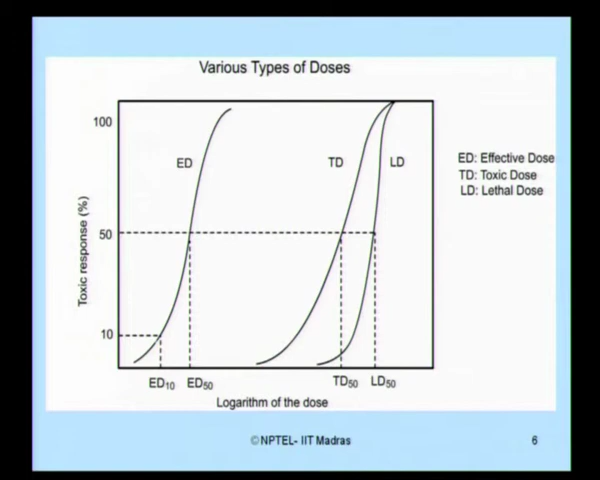 Various Types of Doses
100
ED
TD
LD
ED: Effective Dose
TD: Toxic Dose
LD: Lethal Dose
Toxic response (%)
50
10
ED10
ED50
TD50
LD50
Logarithm of the dose
©NPTEL- IIT Madras
6